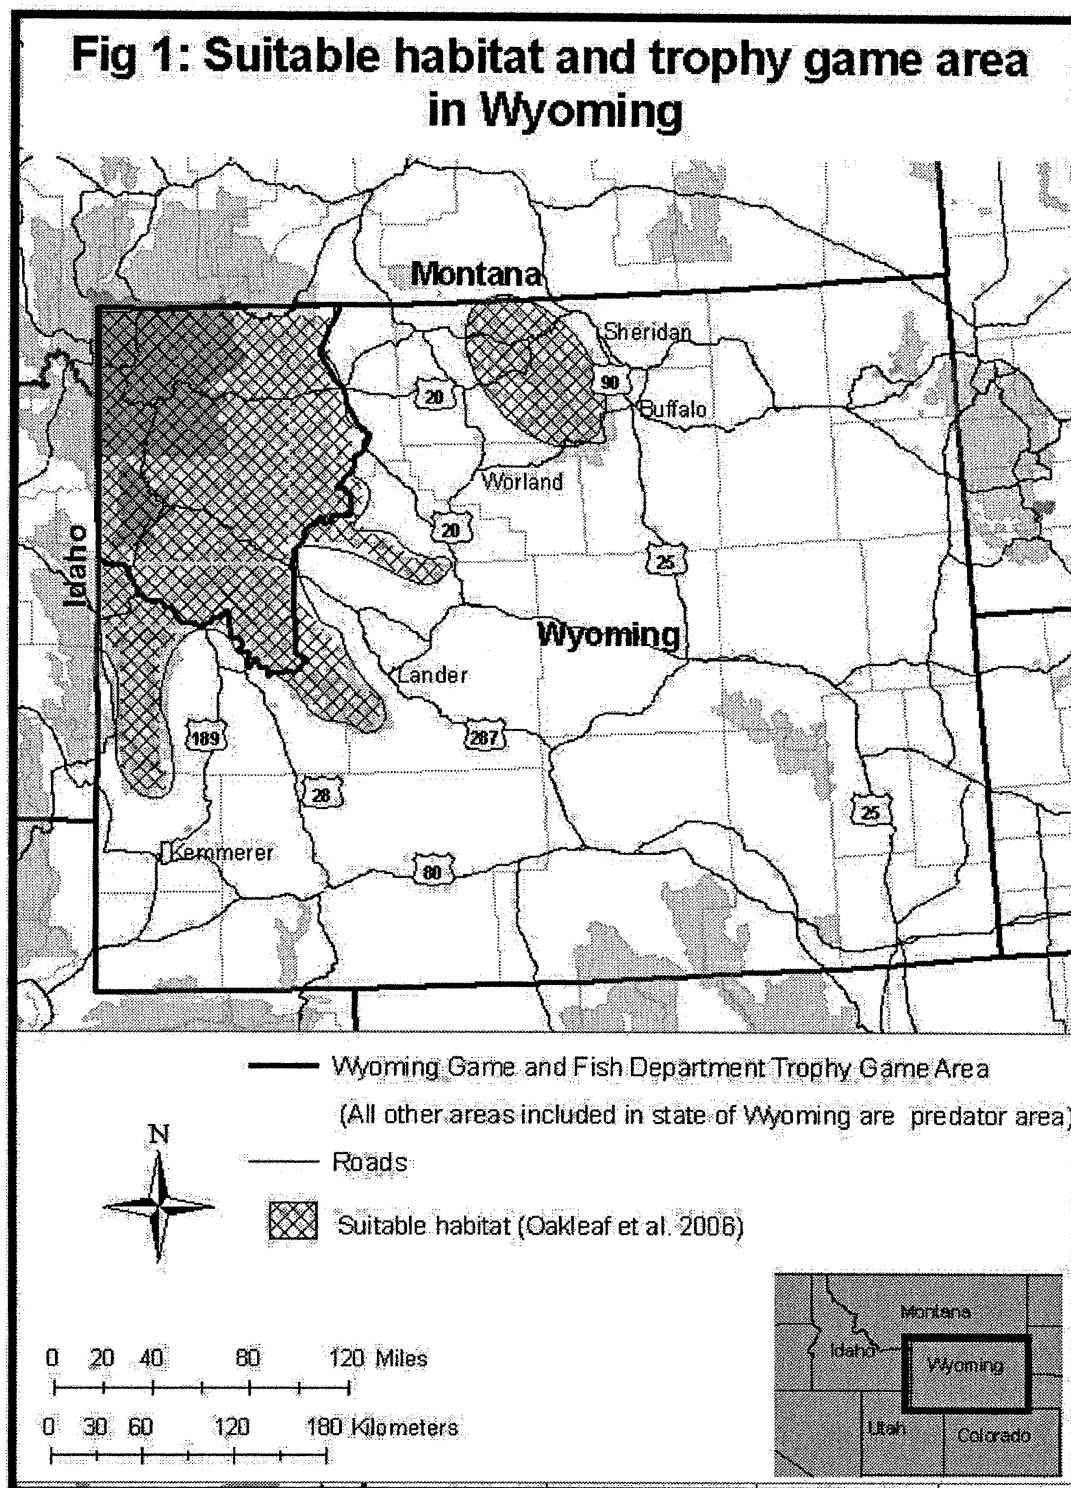 Fig 1: Suitable habitat and trophy game area
in Wyoming
Montana
Sheridan
90
20
Buffalo
Worland
20
25
Idaho
Wyoming
Lander
189
287
28
25
Kemmerer
80
Wyoming Game and Fish Department Trophy Game Area
(All other areas included in state of Wyoming are predator area)
N
Roads
Suitable habitat (Oakleaf et al. 2006)
0 20 40 80 120 Miles
0 30 60 120 180 Kilometers
Montana
Idaho
Wyoming
Utah
Colorado